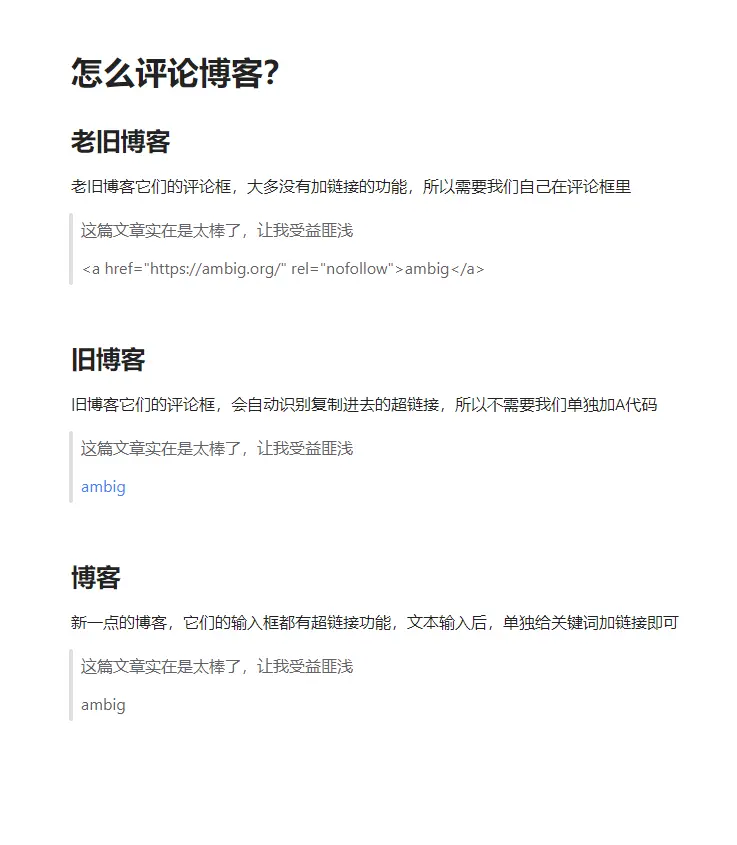 怎么评论博客？
老旧博客
老旧博客它们的评论框，大多没有加链接的功能，所以需要我们自己在评论框里
这篇文章实在是太棒了，让我受益匪浅
<a href="https://ambig.org/" rel="nofollow">ambig</a>
旧博客
旧博客它们的评论框，会自动识别复制进去的超链接，所以不需要我们单独加A代码
这篇文章实在是太棒了，让我受益匪浅
ambig
博客
新一点的博客，它们的输入框都有超链接功能，文本输入后，单独给关键词加链接即可
这篇文章实在是太棒了，让我受益匪浅
ambig